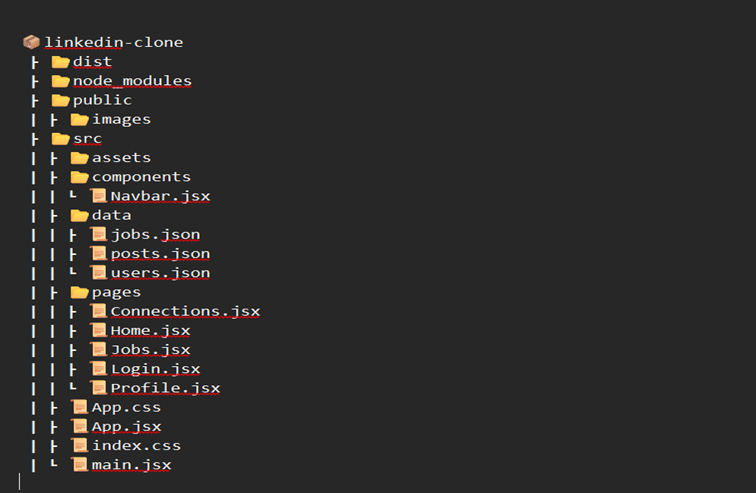 📦linkedin-clone
┣ 📂dist
┣ 📂node_modules
┣ 📂public
┃ ┣ 📂images
┣ 📂src
┃ ┣ 📂assets
┃ ┣ 📂components
┃ ┃ ┗ 📜Navbar.jsx
┃ ┣ 📂data
┃ ┃ ┣ 📜jobs.json
┃ ┃ ┣ 📜posts.json
┃ ┃ ┗ 📜users.json
┃ ┣ 📂pages
┃ ┃ ┣ 📜Connections.jsx
┃ ┃ ┣ 📜Home.jsx
┃ ┃ ┣ 📜Jobs.jsx
┃ ┃ ┣ 📜Login.jsx
┃ ┃ ┗ 📜Profile.jsx
┃ ┣ 📜App.css
┃ ┣ 📜App.jsx
┃ ┣ 📜index.css
┃ ┗ 📜main.jsx